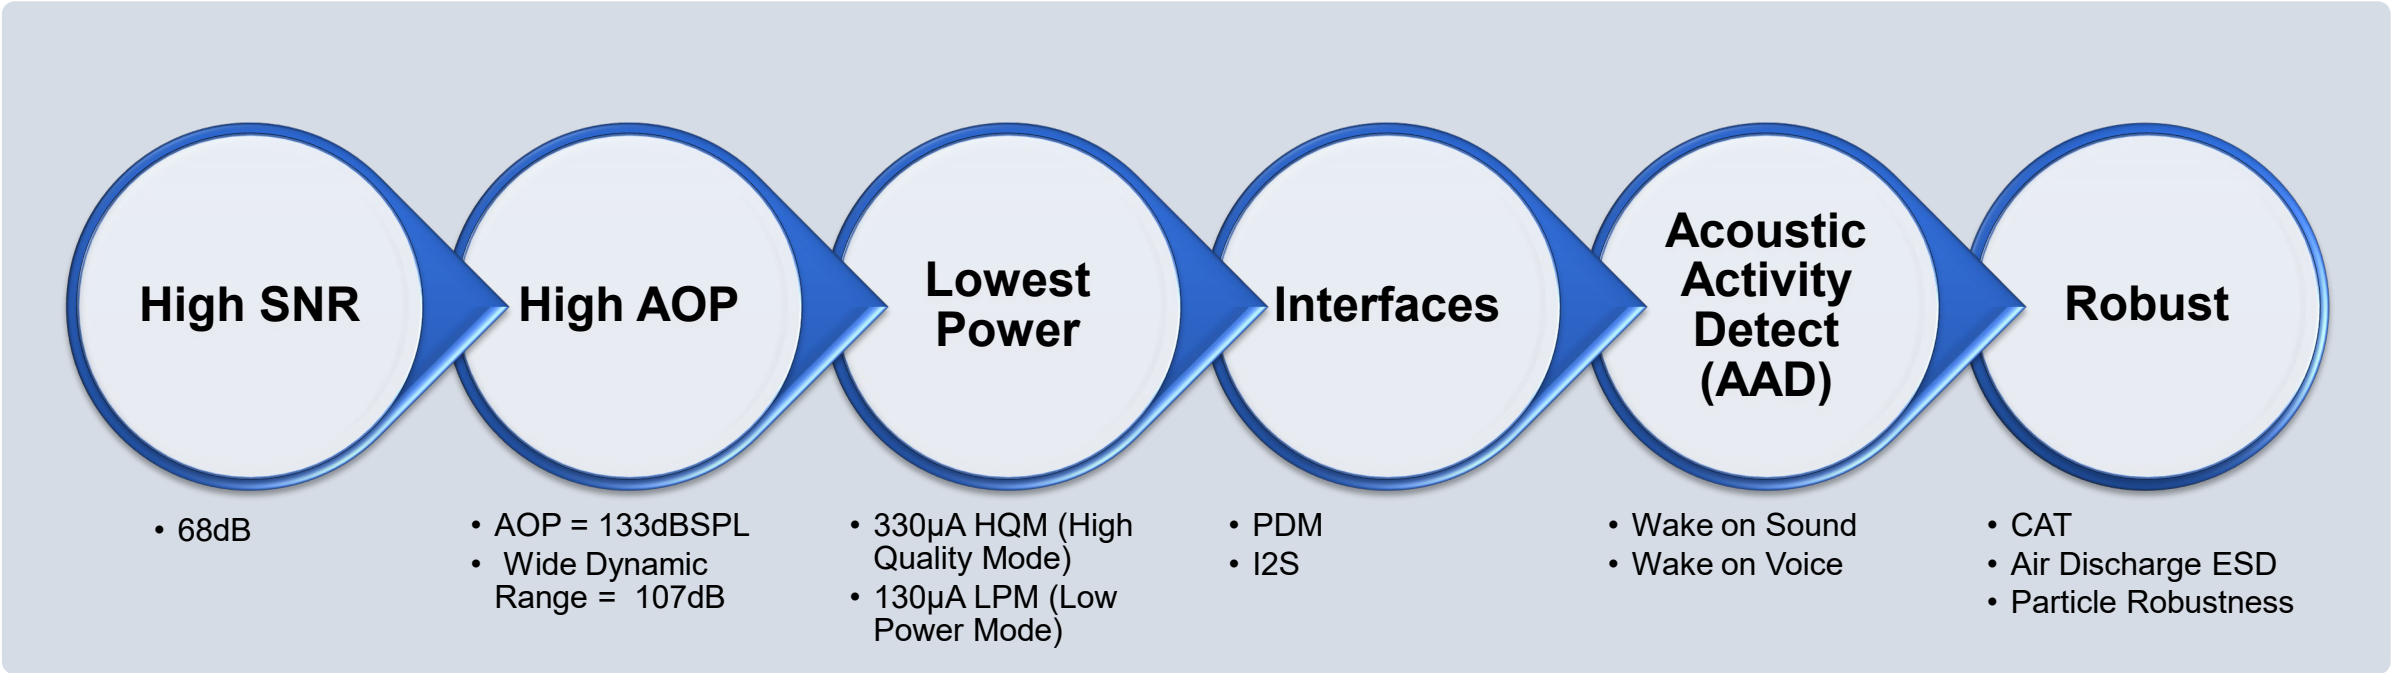 High SNR
• 68dB
High AOP
• AOP = 133dBSPL
• Wide Dynamic
Range = 107dB
Lowest
Power
• 330µA HQM (High
Quality Mode)
• 130µA LPM (Low
Power Mode)
Interfaces
• PDM
• I2S
Acoustic
Activity
Detect
(AAD)
• Wake on Sound
• Wake on Voice
Robust
• CAT
• Air Discharge ESD
• Particle Robustness